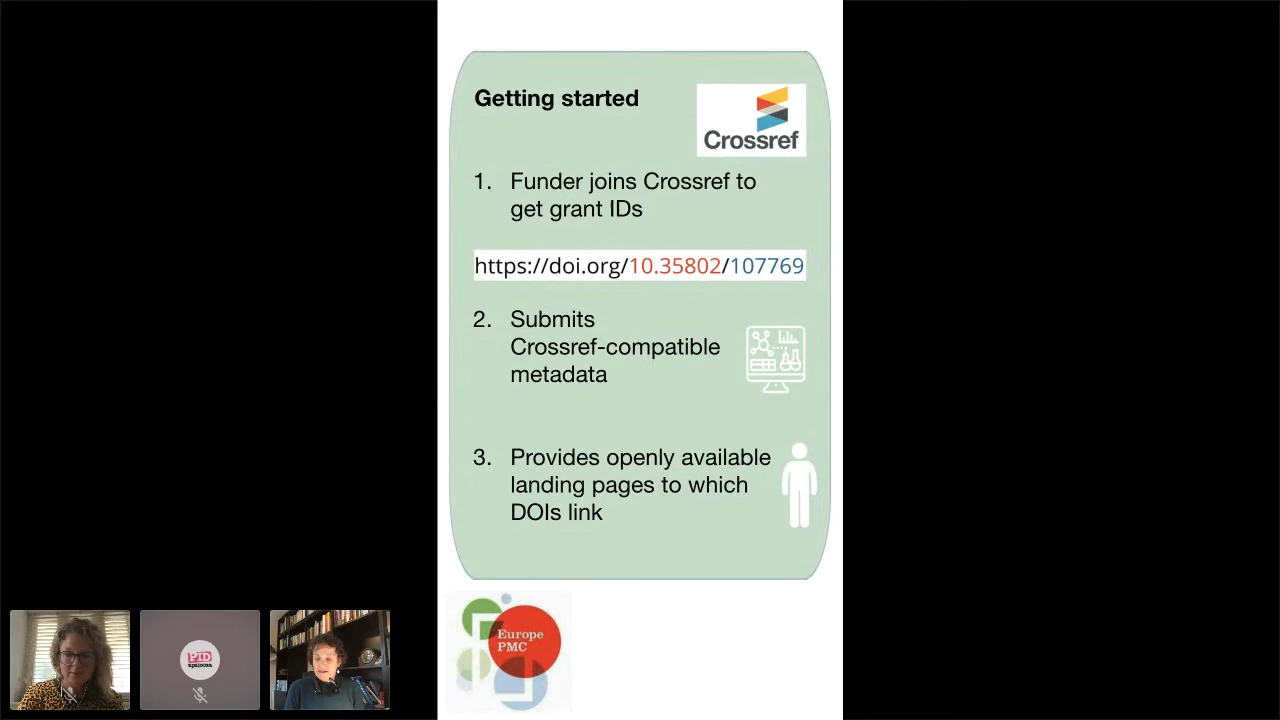 Getting started
Crossref
1. Funder joins Crossref to
get grant IDs
https://doi.org/10.35802/107769
2. Submits
Crossref-compatible
metadata
3. Provides openly available
landing pages to which
DOIs link
Europe
PMC
PID
apalooza